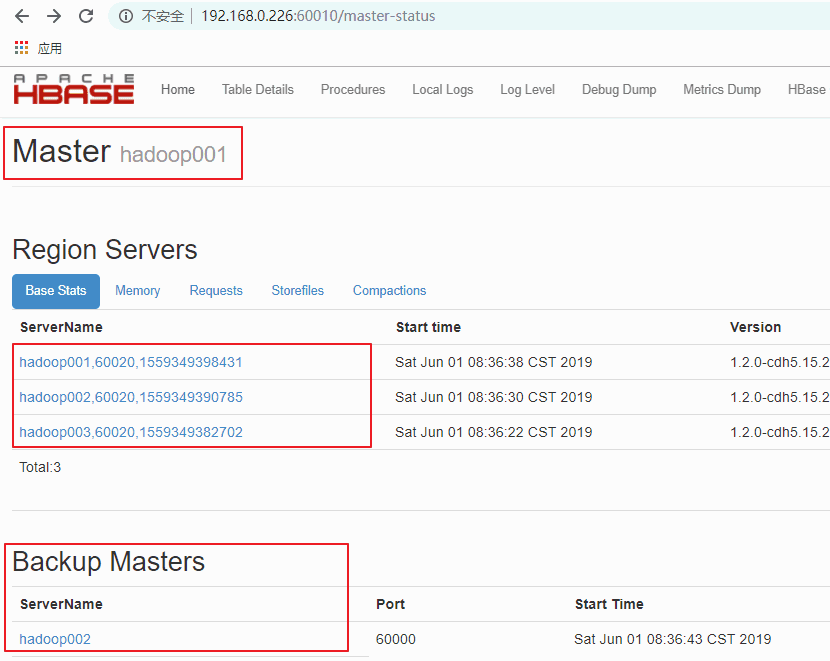 不安全 192.168.0.226:60010/master-status
应用
APACHE
HBASE
Home Table Details Procedures Local Logs Log Level Debug Dump Metrics Dump HBase
Master hadoop001
Region Servers
Base Stats Memory Requests Storefiles Compactions
ServerName Start time Version
hadoop001,60020,1559349398431 Sat Jun 01 08:36:38 CST 2019 1.2.0-cdh5.15.2
hadoop002,60020,1559349390785 Sat Jun 01 08:36:30 CST 2019 1.2.0-cdh5.15.2
hadoop003,60020,1559349382702 Sat Jun 01 08:36:22 CST 2019 1.2.0-cdh5.15.2
Total:3
Backup Masters
ServerName Port Start Time
hadoop002 60000 Sat Jun 01 08:36:43 CST 2019